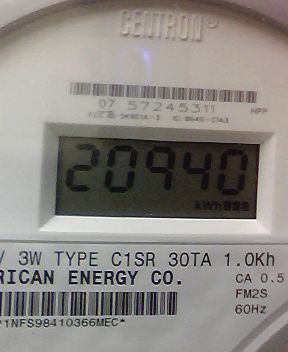 CENTRON®
07 57245311
20940
kWh
V 3W TYPE C1SR 30TA 1.0Kh
RICAN ENERGY CO.
CA 0.5
FM2S
60Hz
*1NFS98410366MEC*